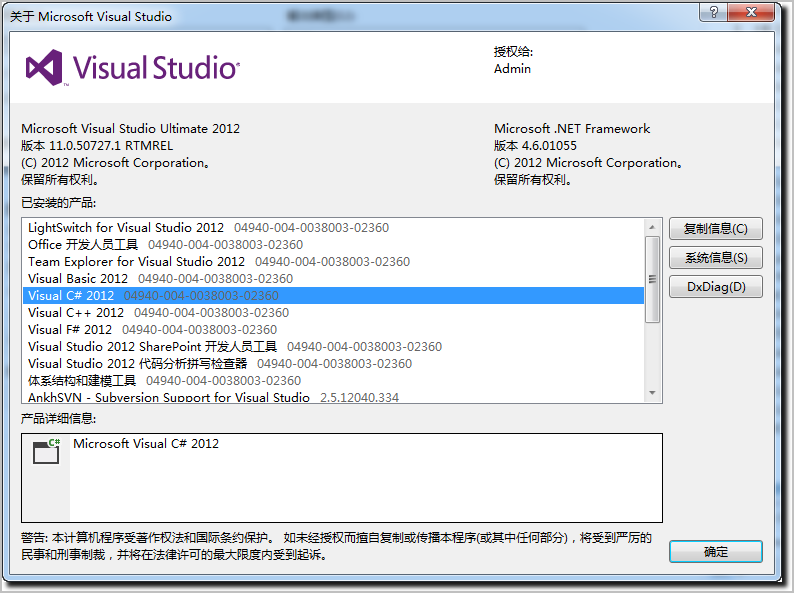 关于 Microsoft Visual Studio
Visual Studio
授权给:
Admin
Microsoft Visual Studio Ultimate 2012
版本 11.0.50727.1 RTMREL
(C) 2012 Microsoft Corporation。
保留所有权利。
Microsoft .NET Framework
版本 4.6.01055
(C) 2012 Microsoft Corporation。
保留所有权利。
已安装的产品:
LightSwitch for Visual Studio 2012 04940-004-0038003-02360
Office 开发人员工具 04940-004-0038003-02360
Team Explorer for Visual Studio 2012 04940-004-0038003-02360
Visual Basic 2012 04940-004-0038003-02360
Visual C# 2012 04940-004-0038003-02360
Visual C++ 2012 04940-004-0038003-02360
Visual F# 2012 04940-004-0038003-02360
Visual Studio 2012 SharePoint 开发人员工具 04940-004-0038003-02360
Visual Studio 2012 代码分析拼写检查器 04940-004-0038003-02360
体系结构和建模工具 04940-004-0038003-02360
AnkhSVN - Subversion Support for Visual Studio 2.5.12040.334
复制信息(C)
系统信息(S)
DxDiag(D)
产品详细信息:
C#
Microsoft Visual C# 2012
警告: 本计算机程序受著作权法和国际条约保护。 如未经授权而擅自复制或传播本程序(或其中任何部分)，将受到严厉的
民事和刑事制裁，并将在法律许可的最大限度内受到起诉。
确定